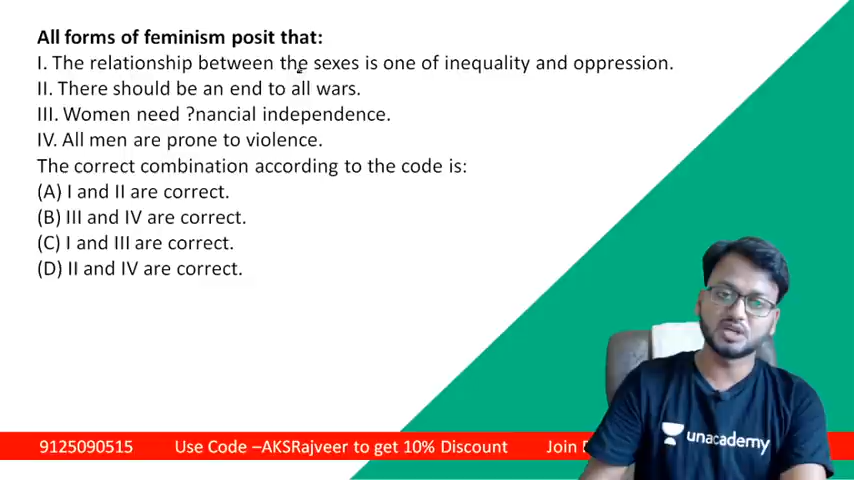 All forms of feminism posit that:
I. The relationship between the sexes is one of inequality and oppression.
II. There should be an end to all wars.
III. Women need ?nancial independence.
IV. All men are prone to violence.
The correct combination according to the code is:
(A) I and II are correct.
(B) III and IV are correct.
(C) I and III are correct.
(D) II and IV are correct.
unacademy
9125090515 Use Code –AKSRajveer to get 10% Discount Join